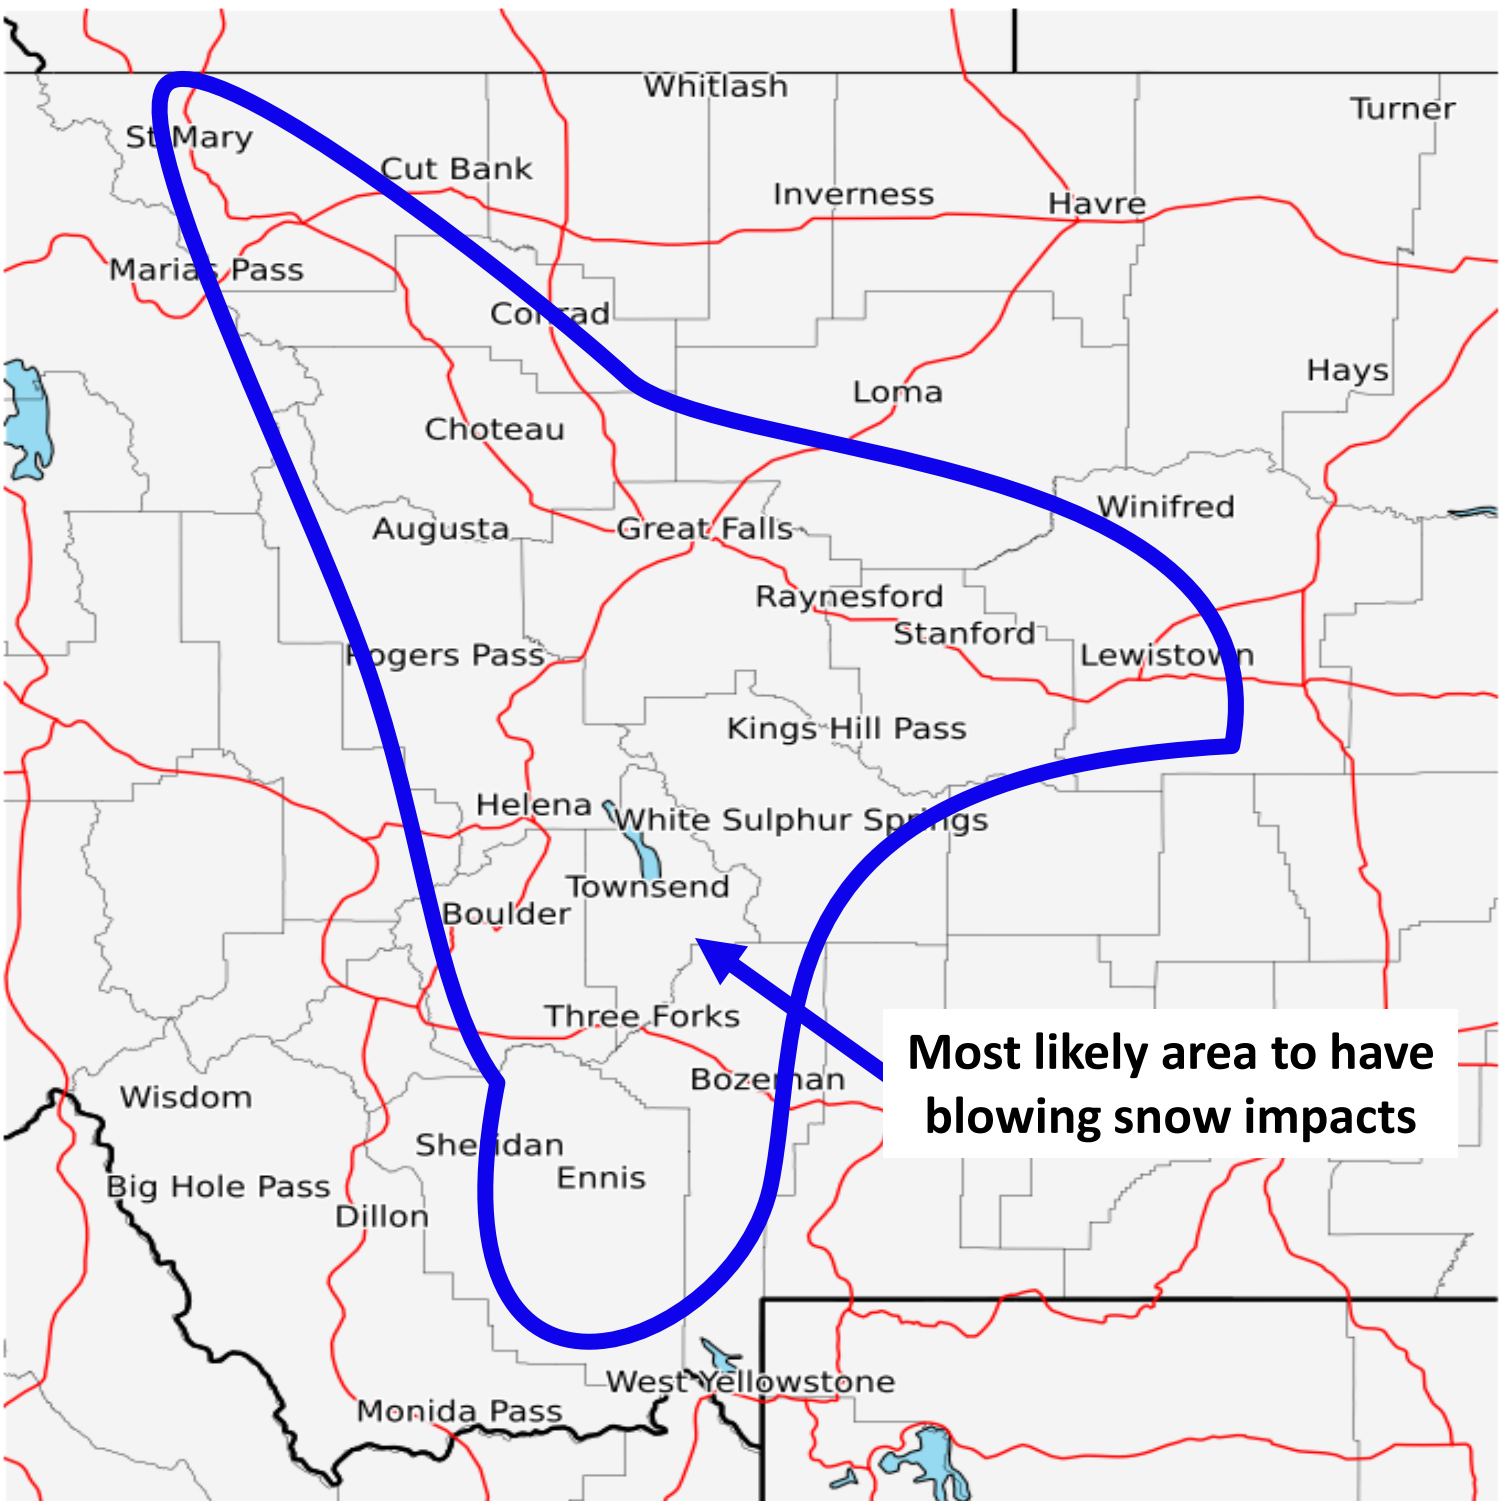 Whitlash
Turner
St Mary
Cut Bank
Inverness
Havre
Marias Pass
Conrad
Hays
Loma
Choteau
Winifred
Augusta
Great Falls
Raynesford
Stanford
Rogers Pass
Lewistown
Kings Hill Pass
Helena
White Sulphur Springs
Townsend
Boulder
Three Forks
Most likely area to have
blowing snow impacts
Bozeman
Wisdom
Sheridan
Ennis
Big Hole Pass
Dillon
West Yellowstone
Monida Pass